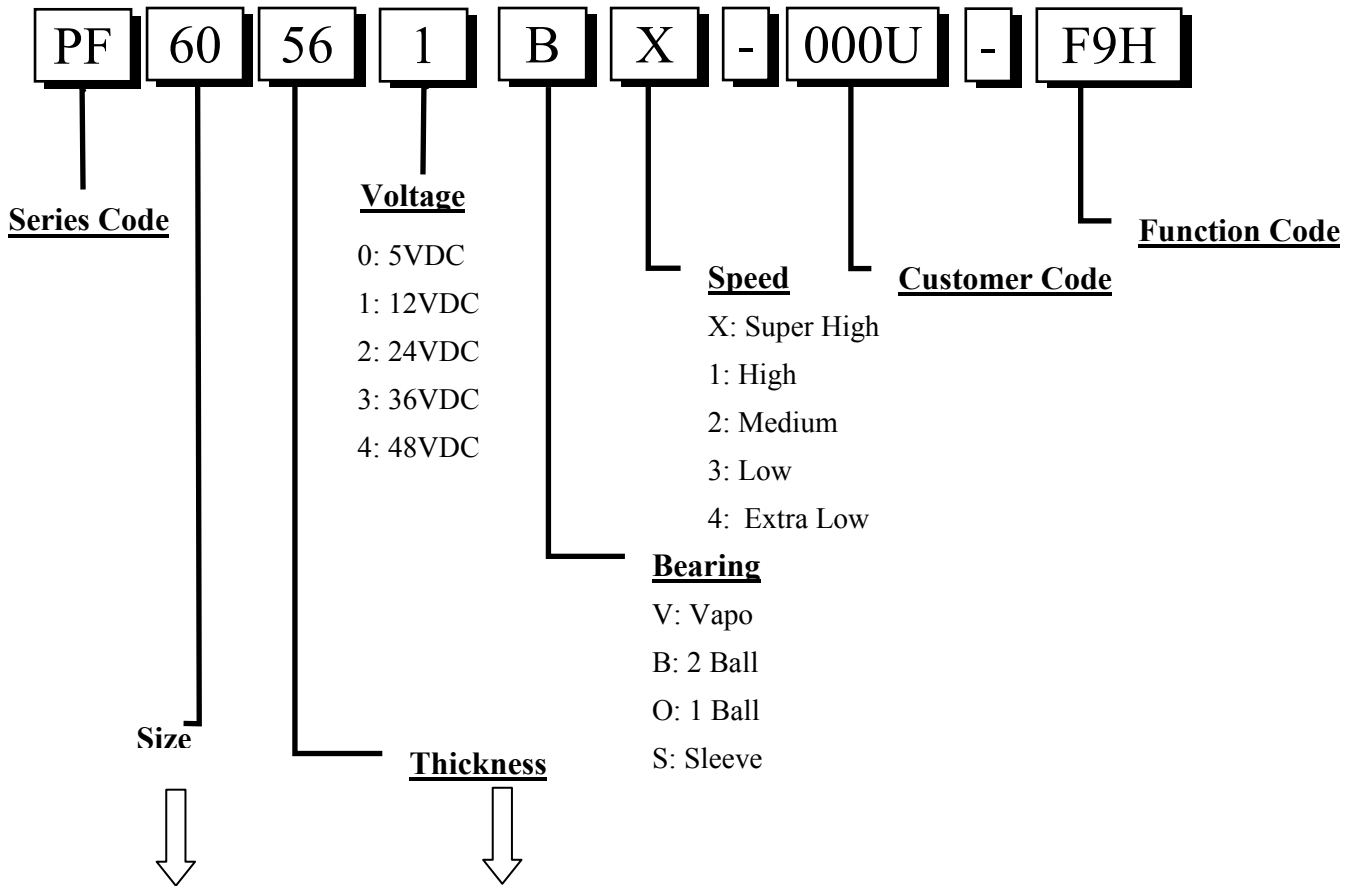 PF 60 56 1 B X - 000U - F9H
Series Code
Voltage
0: 5VDC
1: 12VDC
2: 24VDC
3: 36VDC
4: 48VDC
Function Code
Speed
X: Super High
1: High
2: Medium
3: Low
4: Extra Low
Customer Code
Bearing
V: Vapo
B: 2 Ball
O: 1 Ball
S: Sleeve
Size
Thickness